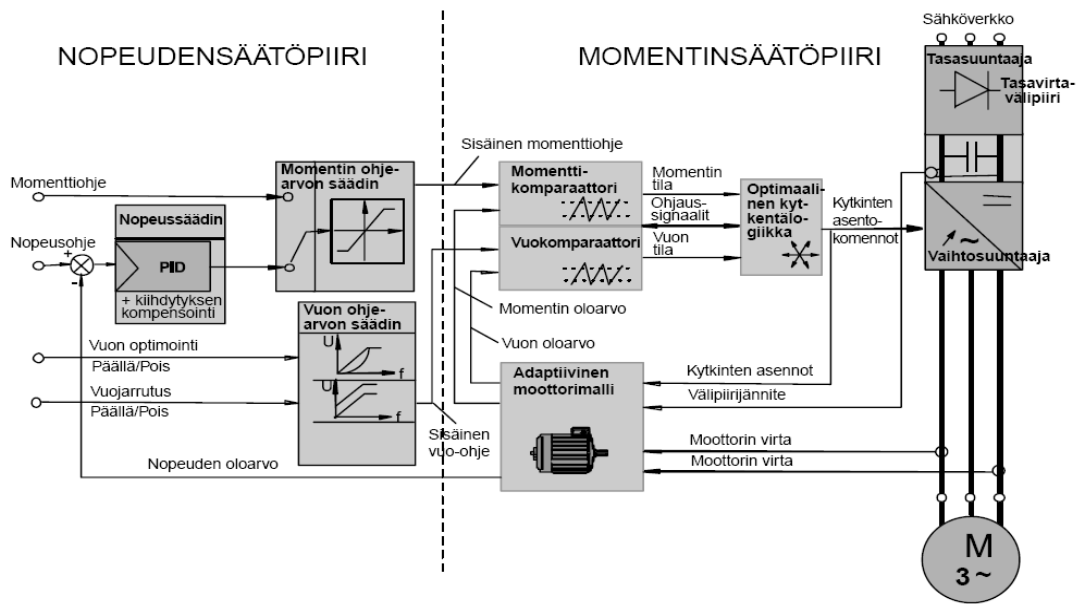 Sähköverkko
NOPEUDENSÄÄTÖPIIRI
MOMENTINSÄÄTÖPIIRI
Tasasuuntaaja
Tasavirta-
välipiiri
Sisäinen momenttiohje
Momentin ohje-
arvon säädin
Momentti-
komparaattori
Momentin
tila
Ohjaus-
signaalit
Vuon
tila
Optimaali-
nen kyt-
kentälo-
giikka
Kytkinten
asento-
komennot
Momenttiohje
Nopeussäädin
Nopeusohje
+
-
PID
+ kiihdytyksen
kompensointi
Vuokomparaattori
~
Vaihtosuuntaaja
Vuon ohje-
arvon säädin
U
f
U
f
Momentin oloarvo
Vuon oloarvo
Vuon optimointi
Päällä/Pois
Vuojarrutus
Päällä/Pois
Adaptiivinen
moottorimalli
Kytkinten asennot
Välipiirijännite
Sisäinen
vuo-ohje
Moottorin virta
Moottorin virta
Nopeuden oloarvo
M
3 ~